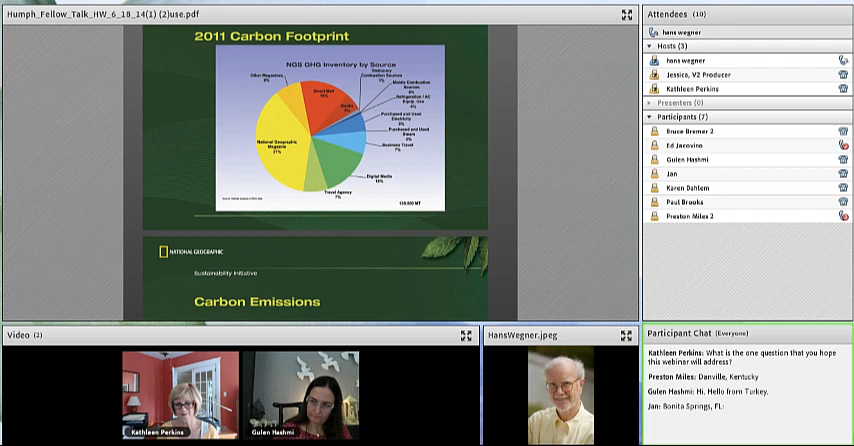 Humph_Fellow_Talk_HW_6_18_14(1) (2)use.pdf
2011 Carbon Footprint
NGS GHG Inventory by Source
Stationary
Combustion Sources
Other Magazines
Direct Mail
Mobile Combustion
Sources
Books
Refrigeration / AC
Equip. Use
Purchased and Used
Electricity
Purchased and Used
Steam
National Geographic
Magazine
Business Travel
7%
Digital Media
Travel Agency
7%
NATIONAL GEOGRAPHIC
Sustainability Initiative
Carbon Emissions
Attendees (10)
hans wegner
Hosts (3)
hans wegner
Jessica, V2 Producer
Kathleen Perkins
Presenters (0)
Participants (7)
Bruce Bremer 2
Ed Jacovino
Gulen Hashmi
Jan
Karen Dahlem
Paul Brooks
Preston Miles 2
Video (2)
Kathleen Perkins
Gulen Hashmi
HansWegner.jpeg
Participant Chat (Everyone)
Kathleen Perkins: What is the one question that you hope
this webinar will address?
Preston Miles: Danville, Kentucky
Gulen Hashmi: Hi. Hello from Turkey.
Jan: Bonita Springs, FL: